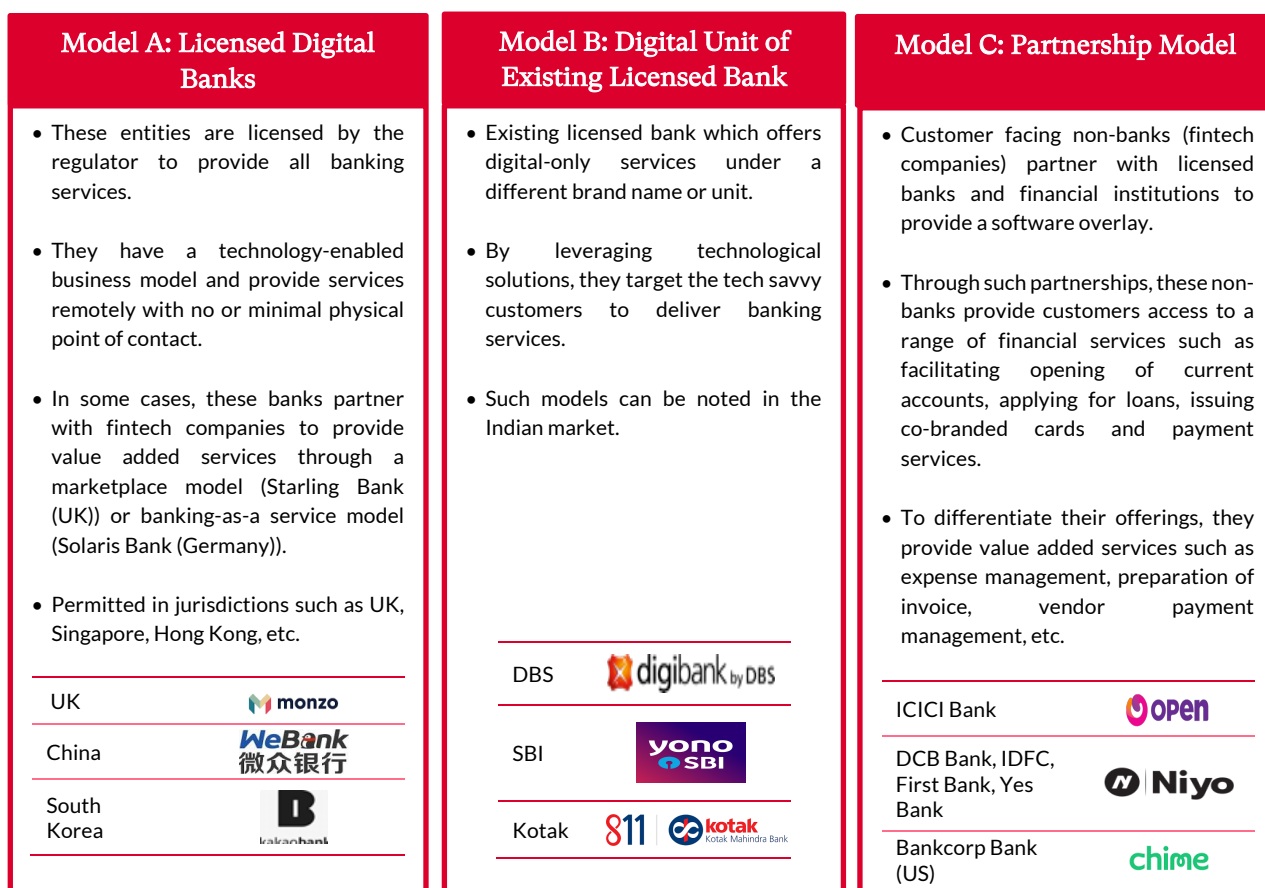 Model A: Licensed Digital
Banks
• These entities are licensed by the
regulator to provide all banking
services.
• They have a technology-enabled
business model and provide services
remotely with no or minimal physical
point of contact.
• In some cases, these banks partner
with fintech companies to provide
value added services through a
marketplace model (Starling Bank
(UK)) or banking-as-a service model
(Solaris Bank (Germany)).
• Permitted in jurisdictions such as UK,
Singapore, Hong Kong, etc.
UK
monzo
China
WeBank
微众银行
South
Korea
B
kakaobank
Model B: Digital Unit of
Existing Licensed Bank
• Existing licensed bank which offers
digital-only services under a
different brand name or unit.
• By leveraging technological
solutions, they target the tech savvy
customers to deliver banking
services.
• Such models can be noted in the
Indian market.
DBS
digibank by DBS
SBI
yono
SBI
Kotak
811
kotak
Kotak Mahindra Bank
Model C: Partnership Model
• Customer facing non-banks (fintech
companies) partner with licensed
banks and financial institutions to
provide a software overlay.
• Through such partnerships, these non-
banks provide customers access to a
range of financial services such as
facilitating opening of current
accounts, applying for loans, issuing
co-branded cards and payment
services.
• To differentiate their offerings, they
provide value added services such as
expense management, preparation of
invoice, vendor payment
management, etc.
ICICI Bank
OPEN
DCB Bank, IDFC,
First Bank, Yes
Bank
Niyo
Bankcorp Bank
(US)
chime